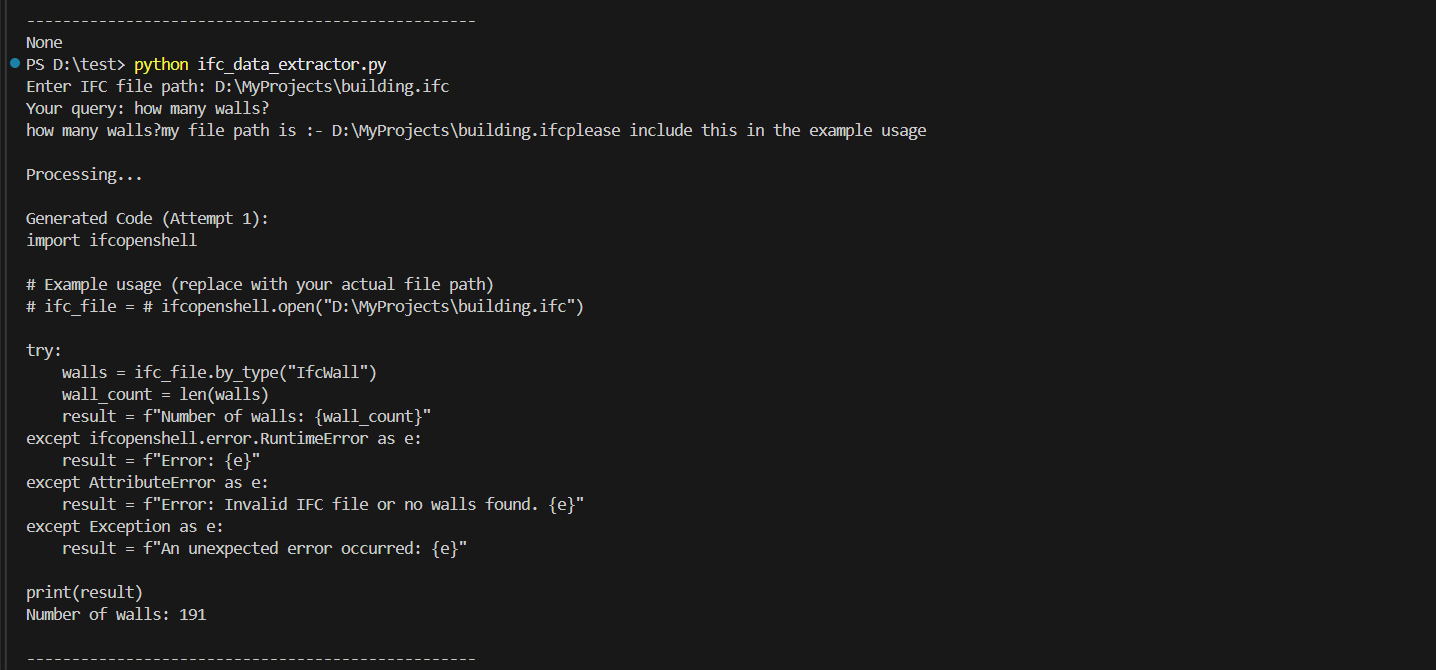 --------------------------------------------------
None
PS D:\test> python ifc_data_extractor.py
Enter IFC file path: D:\MyProjects\building.ifc
Your query: how many walls?
how many walls?my file path is :- D:\MyProjects\building.ifcplease include this in the example usage
Processing...
Generated Code (Attempt 1):
import ifcopenshell
# Example usage (replace with your actual file path)
# ifc_file = # ifcopenshell.open("D:\MyProjects\building.ifc")
try:
    walls = ifc_file.by_type("IfcWall")
    wall_count = len(walls)
    result = f"Number of walls: {wall_count}"
except ifcopenshell.error.RuntimeError as e:
    result = f"Error: {e}"
except AttributeError as e:
    result = f"Error: Invalid IFC file or no walls found. {e}"
except Exception as e:
    result = f"An unexpected error occurred: {e}"
print(result)
Number of walls: 191
--------------------------------------------------